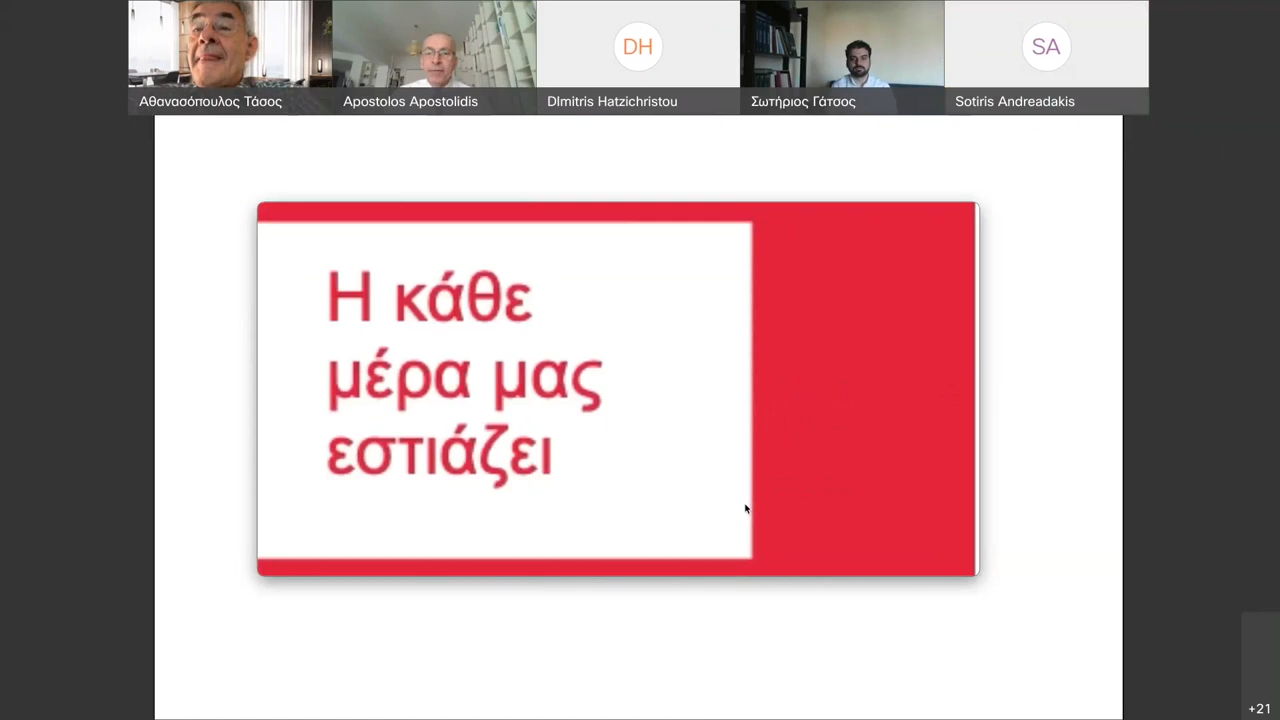 DH
SA
Αθανασόπουλος Τάσος
Apostolos Apostolidis
DImitris Hatzichristou
Σωτήριος Γάτσος
Sotiris Andreadakis
Η κάθε
μέρα μας
εστιάζει
+21